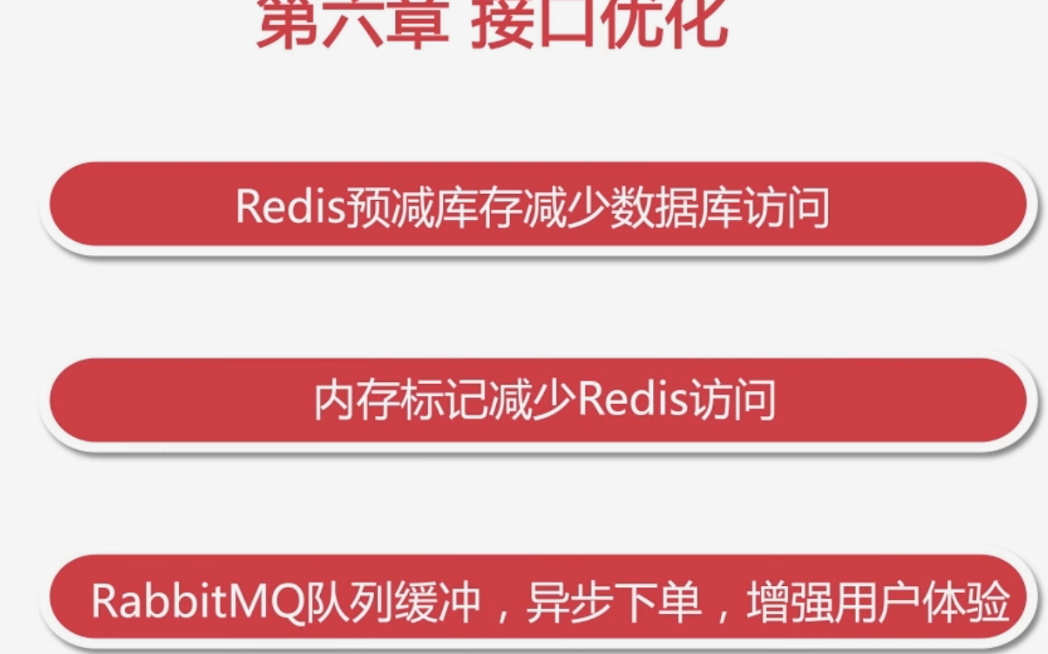 第六章 接口优化
Redis预减库存减少数据库访问
内存标记减少Redis访问
RabbitMQ队列缓冲，异步下单，增强用户体验